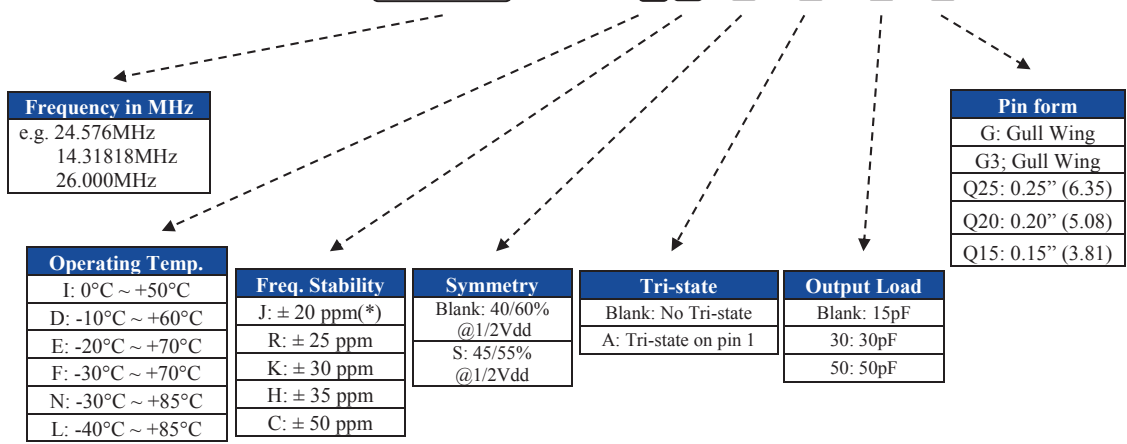 Frequency in MHz
e.g. 24.576MHz
14.31818MHz
26.000MHz
Pin form
G: Gull Wing
G3; Gull Wing
Q25: 0.25” (6.35)
Q20: 0.20” (5.08)
Q15: 0.15” (3.81)
Operating Temp.
I: 0°C ~ +50°C
D: -10°C ~ +60°C
E: -20°C ~ +70°C
F: -30°C ~ +70°C
N: -30°C ~ +85°C
L: -40°C ~ +85°C
Freq. Stability
J: ± 20 ppm(*)
R: ± 25 ppm
K: ± 30 ppm
H: ± 35 ppm
C: ± 50 ppm
Symmetry
Blank: 40/60%
@1/2Vdd
S: 45/55%
@1/2Vdd
Tri-state
Blank: No Tri-state
A: Tri-state on pin 1
Output Load
Blank: 15pF
30: 30pF
50: 50pF